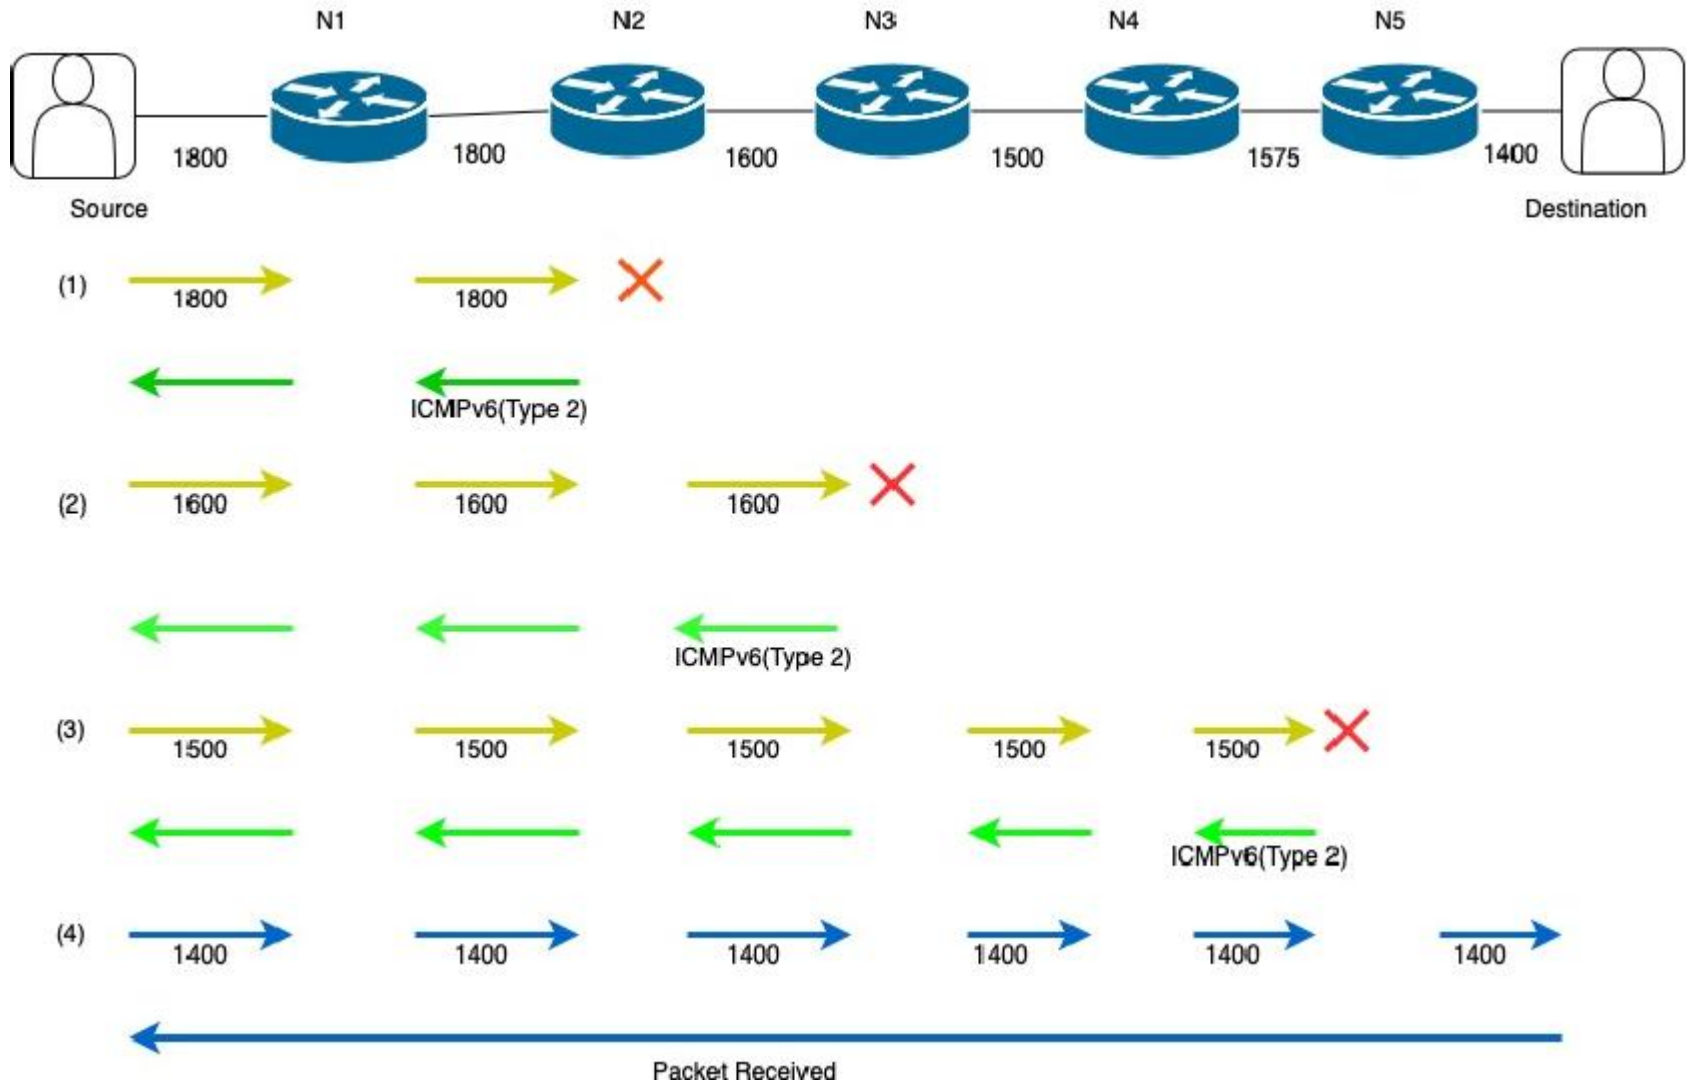 N1 N2 N3 N4 N5
1800 1800 1600 1500 1575 1400
Source Destination
(1)
1800 1800
ICMPv6(Type 2)
(2)
1600 1600 1600
ICMPv6(Type 2)
(3)
1500 1500 1500 1500 1500
ICMPv6(Type 2)
(4)
1400 1400 1400 1400 1400 1400
Packet Received